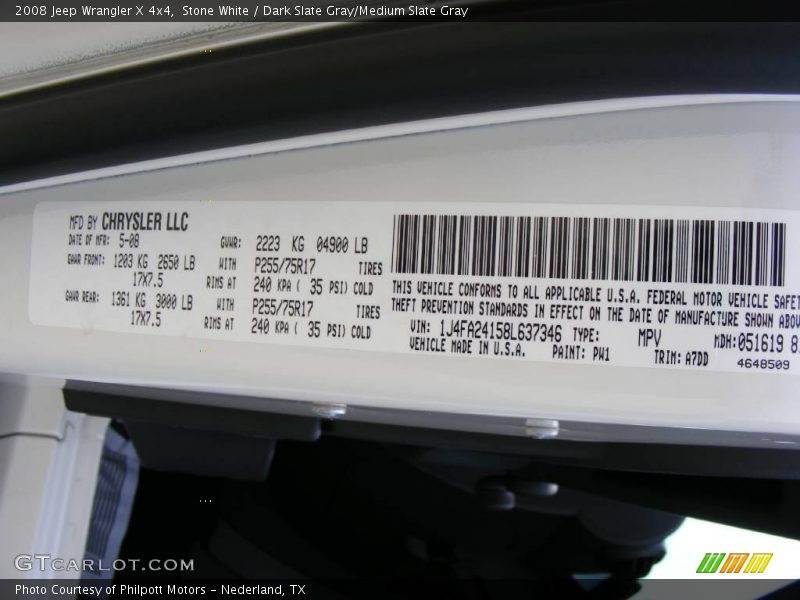 2008 Jeep Wrangler X 4x4, Stone White / Dark Slate Gray/Medium Slate Gray
MFD BY CHRYSLER LLC
DATE OF MFR: 5-08
GVWR: 2223 KG 04900 LB
GAWR FRONT: 1203 KG 2650 LB WITH P255/75R17 TIRES
17X7.5 RIMS AT 240 KPA ( 35 PSI) COLD
GAWR REAR: 1361 KG 3000 LB WITH P255/75R17 TIRES
17X7.5 RIMS AT 240 KPA ( 35 PSI) COLD
THIS VEHICLE CONFORMS TO ALL APPLICABLE U.S.A. FEDERAL MOTOR VEHICLE SAFET
THEFT PREVENTION STANDARDS IN EFFECT ON THE DATE OF MANUFACTURE SHOWN ABOV
VIN: 1J4FA24158L637346 TYPE: MPV MDH: 051619
VEHICLE MADE IN U.S.A. PAINT: PW1 TRIM: A7DD
4648509
GTCARLOT.COM
Photo Courtesy of Philpott Motors - Nederland, TX